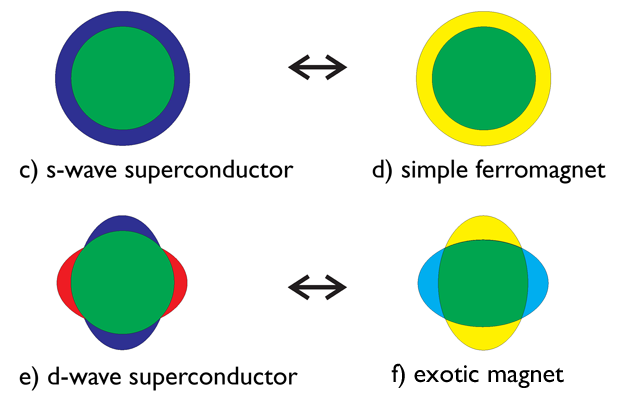 c) s-wave superconductor
d) simple ferromagnet
e) d-wave superconductor
f) exotic magnet